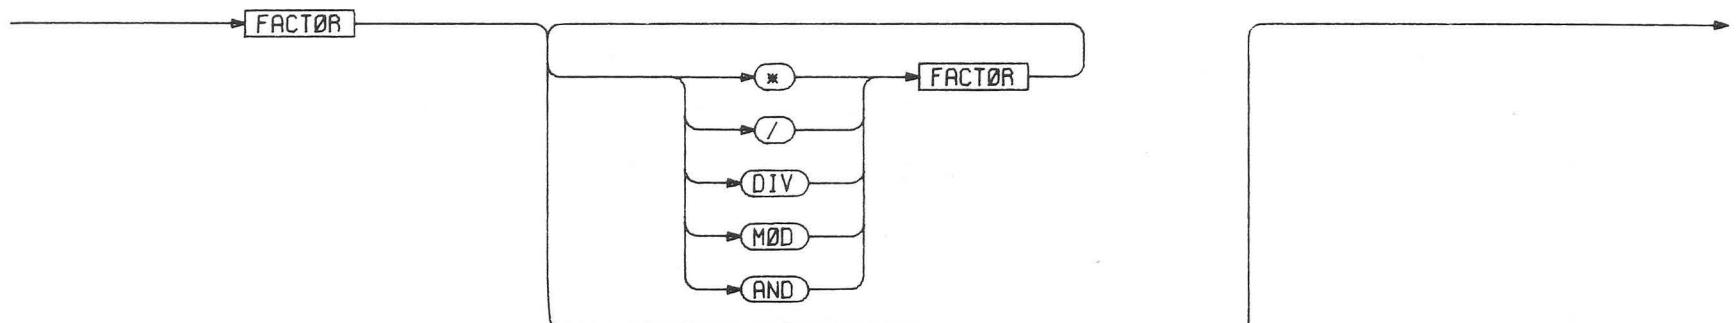 FACTØR
* FACTØR
/
DIV
MØD
AND